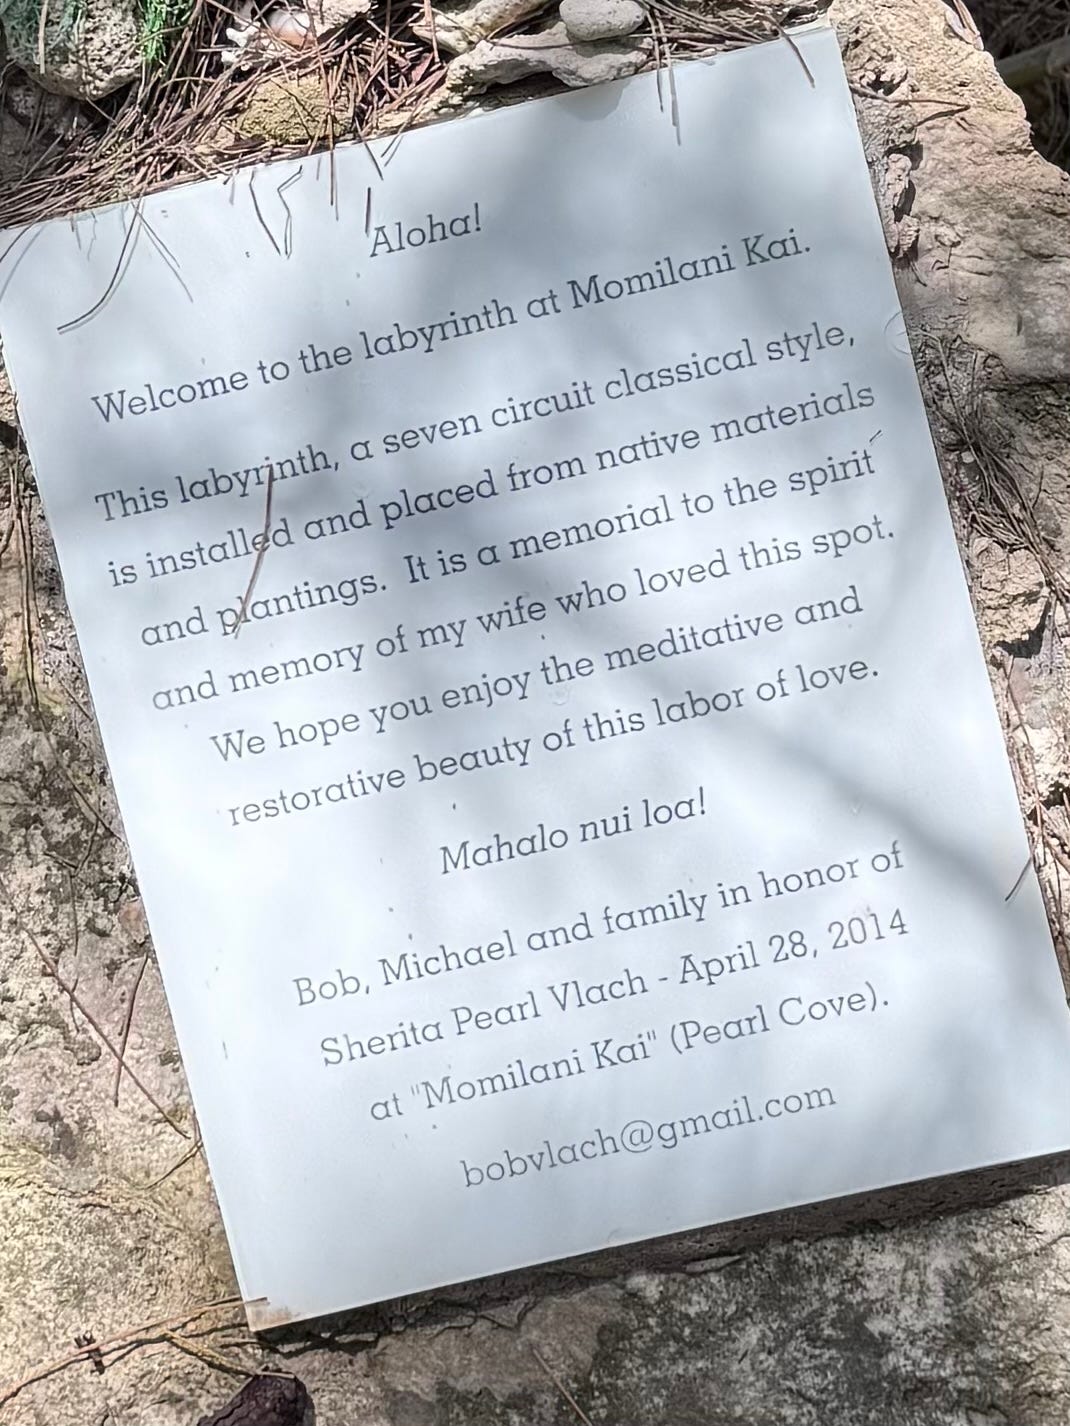 Aloha!
Welcome to the labyrinth at Momilani Kai.
This labyrinth, a seven circuit classical style,
is installed and placed from native materials
and plantings. It is a memorial to the spirit
and memory of my wife who loved this spot.
We hope you enjoy the meditative and
restorative beauty of this labor of love.
Mahalo nui loa!
Bob, Michael and family in honor of
Sherita Pearl Vlach - April 28, 2014
at "Momilani Kai" (Pearl Cove).
bobvlach@gmail.com